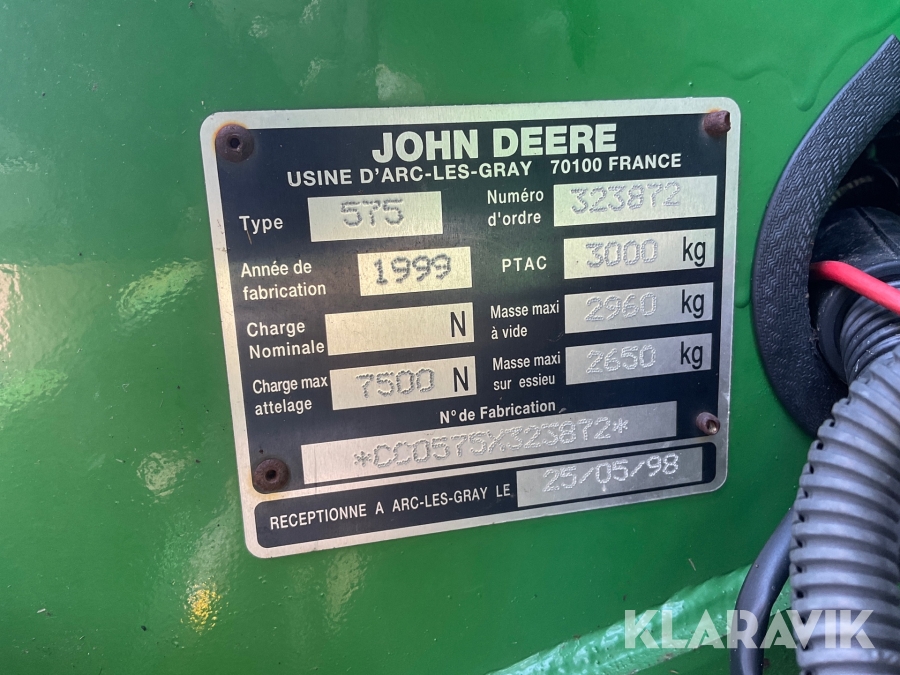 JOHN DEERE
USINE D'ARC-LES-GRAY 70100 FRANCE
Type 575
Numéro d'ordre 323872
Année de fabrication 1999
PTAC 3000 kg
Charge Nominale N
Masse maxi à vide 2960 kg
Charge max attelage 7500 N
Masse maxi sur essieu 2650 kg
N° de Fabrication
*CC0575X323872*
RECEPTIONNE A ARC-LES-GRAY LE 25/05/98
KLARAVIK